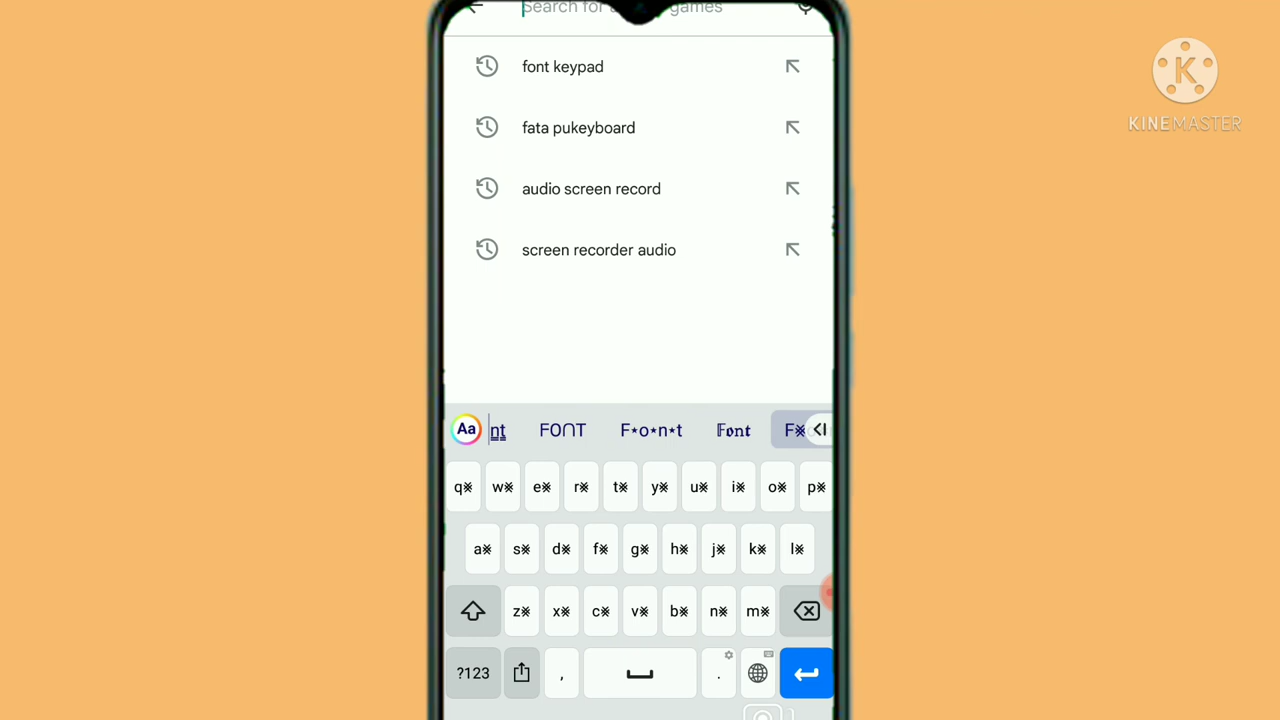 Search for a games
font keypad
fata pukeyboard
audio screen record
screen recorder audio
K
KINEMASTER
Aa nt FONT F⋆o⋆n⋆t 𝔽𝕠𝕟𝕥 F※
q※ w※ e※ r※ t※ y※ u※ i※ o※ p※
a※ s※ d※ f※ g※ h※ j※ k※ l※
z※ x※ c※ v※ b※ n※ m※
?123 , .